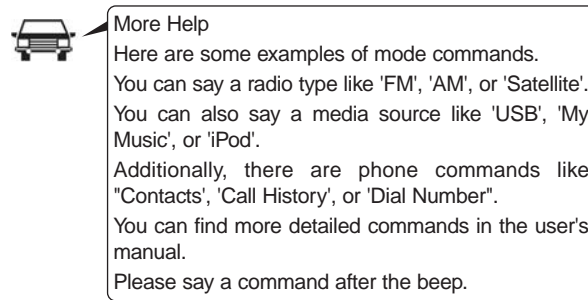 More Help
Here are some examples of mode commands.
You can say a radio type like 'FM', 'AM', or 'Satellite'.
You can also say a media source like 'USB', 'My
Music', or 'iPod'.
Additionally, there are phone commands like
"Contacts', 'Call History', or 'Dial Number".
You can find more detailed commands in the user's
manual.
Please say a command after the beep.